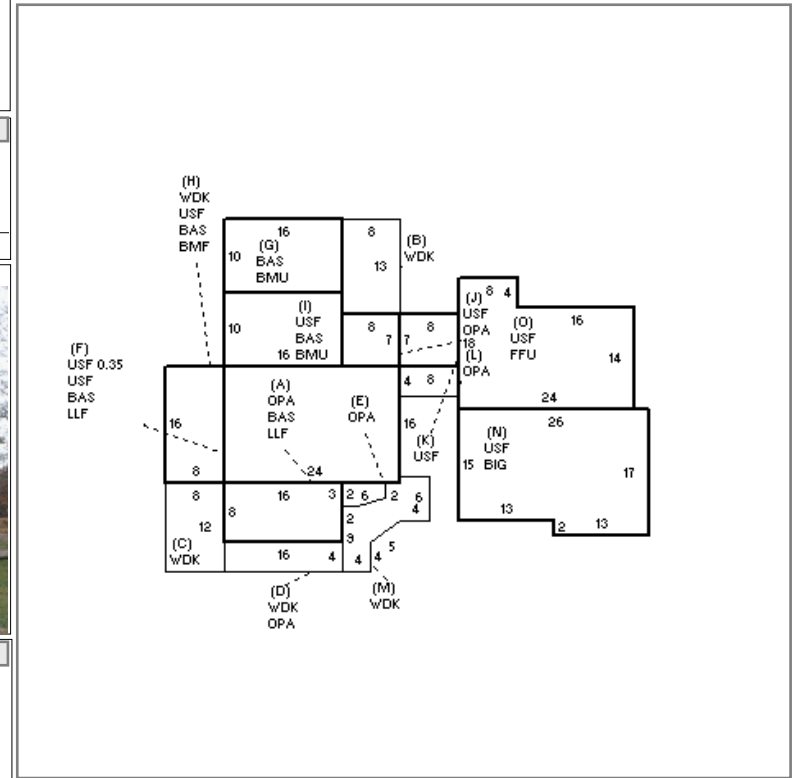 (H)
WDK
USF
BAS
BMF
16
10
(G)
BAS
BMU
8
13
(B)
WDK
10
(I)
USF
BAS
16 BMU
8
7
7
8
(J)
USF
OPA
18
(L)
OPA
8
4
(O)
USF
FFU
16
14
24
(F)
USF 0.35
USF
BAS
LLF
16
8
(A)
OPA
BAS
LLF
24
(E)
OPA
4
8
16
(K)
USF
26
(N)
USF
BIG
15
17
13
2
13
8
12
(C)
WDK
16
3
8
2
6
2
6
4
2
9
5
4
4
16
4
(D)
WDK
OPA
(M)
WDK